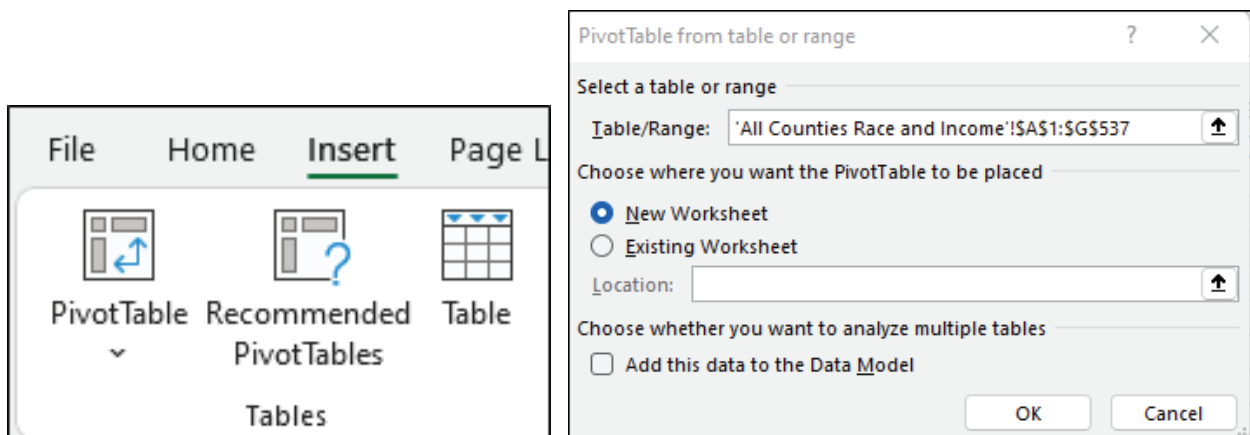 File Home Insert Page L
PivotTable Recommended PivotTables Table
Tables
PivotTable from table or range ? ×
Select a table or range
Table/Range: 'All Counties Race and Income'!$A$1:$G$537
Choose where you want the PivotTable to be placed
New Worksheet
Existing Worksheet
Location:
Choose whether you want to analyze multiple tables
Add this data to the Data Model
OK Cancel